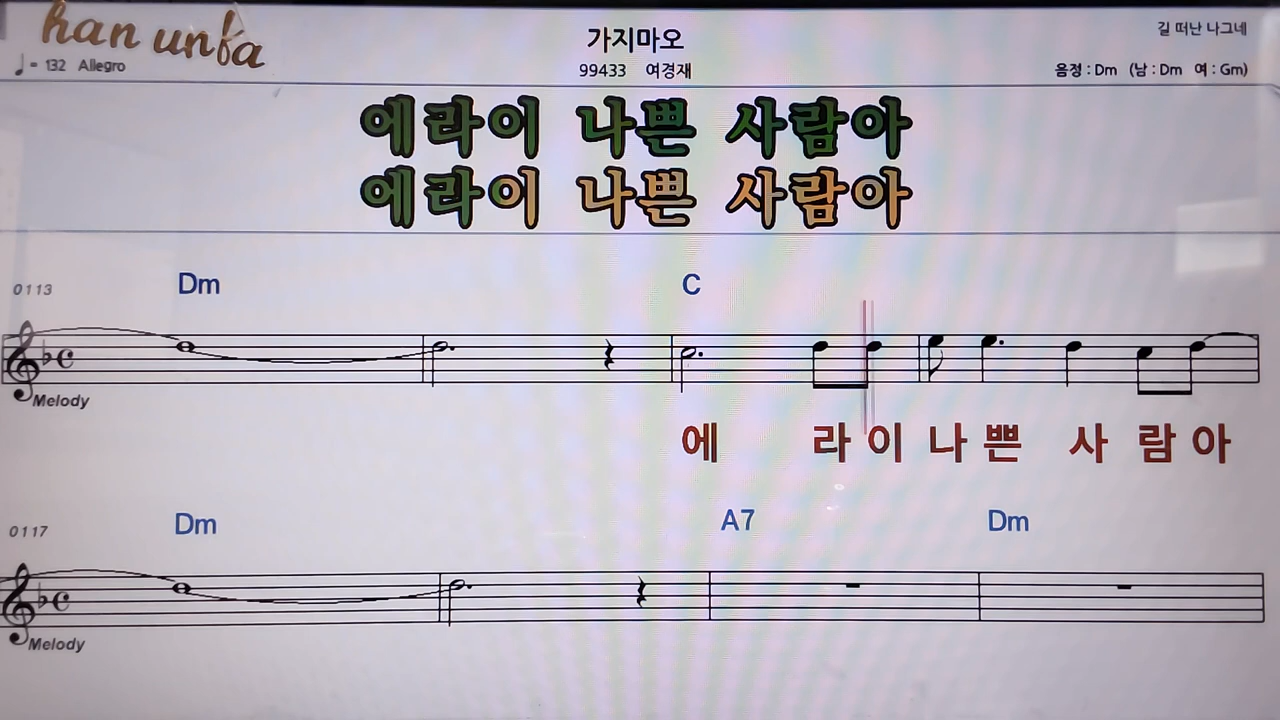 han unfa
가지마오
길 떠난 나그네
♩= 132 Allegro
99433 여경재
음정 : Dm (남 : Dm 여 : Gm)
에라이 나쁜 사람아
에라이 나쁜 사람아
0113 Dm C
Melody
에 라 이 나 쁜 사 람 아
0117 Dm A7 Dm
Melody